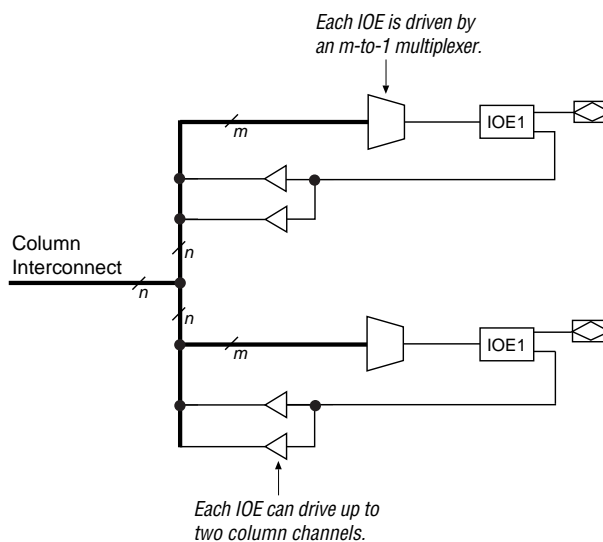 Each IOE is driven by
an m-to-1 multiplexer.
m
IOE1
n
Column
Interconnect
n
n
m
IOE1
Each IOE can drive up to
two column channels.